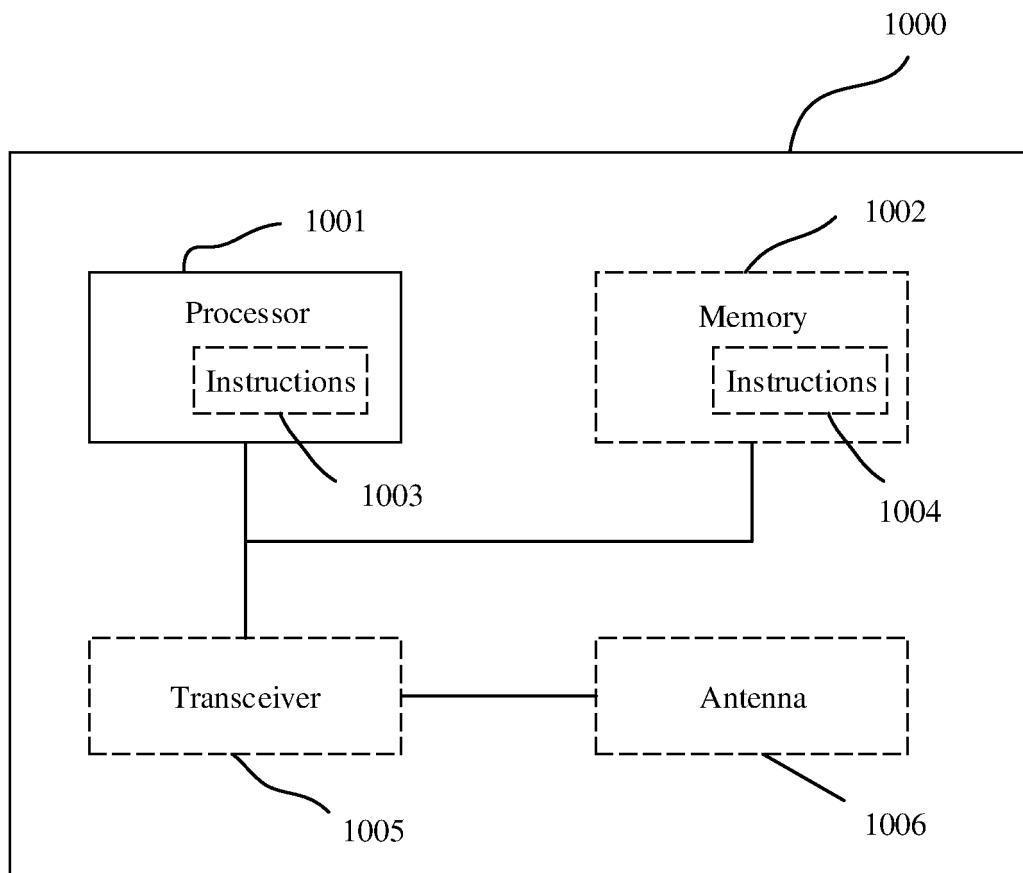 1000
1001
1002
Processor
Memory
Instructions
Instructions
1003
1004
Transceiver
Antenna
1005
1006